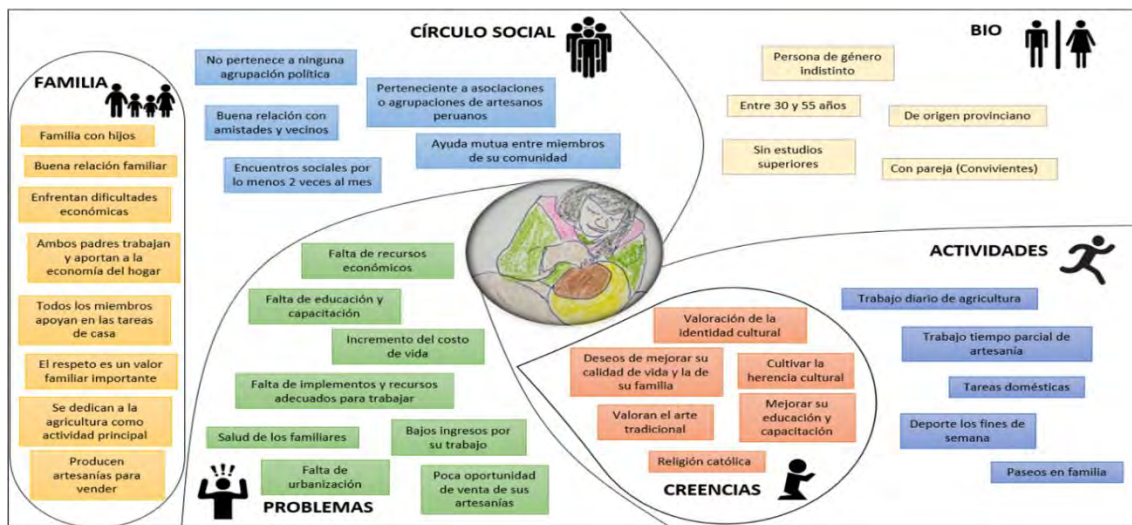 FAMILIA
Familia con hijos
Buena relación familiar
Enfrentan dificultades
económicas
Ambos padres trabajan
y aportan a la
economía del hogar
Todos los miembros
apoyan en las tareas
de casa
El respeto es un valor
familiar importante
Se dedican a la
agricultura como
actividad principal
Producen
artesanías para
vender
CÍRCULO SOCIAL
No pertenece a ninguna
agrupación política
Perteneciente a asociaciones
o agrupaciones de artesanos
peruanos
Buena relación con
amistades y vecinos
Ayuda mutua entre miembros
de su comunidad
Encuentros sociales por
lo menos 2 veces al mes
BIO
Persona de género
indistinto
Entre 30 y 55 años
De origen provinciano
Sin estudios
superiores
Con pareja (Convivientes)
Falta de recursos
económicos
Falta de educación y
capacitación
Incremento del costo
de vida
Falta de implementos y recursos
adecuados para trabajar
Salud de los familiares
Bajos ingresos por
su trabajo
Falta de
urbanización
Poca oportunidad
de venta de sus
artesanías
PROBLEMAS
Valoración de la
identidad cultural
Deseos de mejorar su
calidad de vida y la de
su familia
Cultivar la
herencia cultural
Valoran el arte
tradicional
Mejorar su
educación y
capacitación
Religión católica
CREENCIAS
ACTIVIDADES
Trabajo diario de agricultura
Trabajo tiempo parcial de
artesanía
Tareas domésticas
Deporte los fines de
semana
Paseos en familia